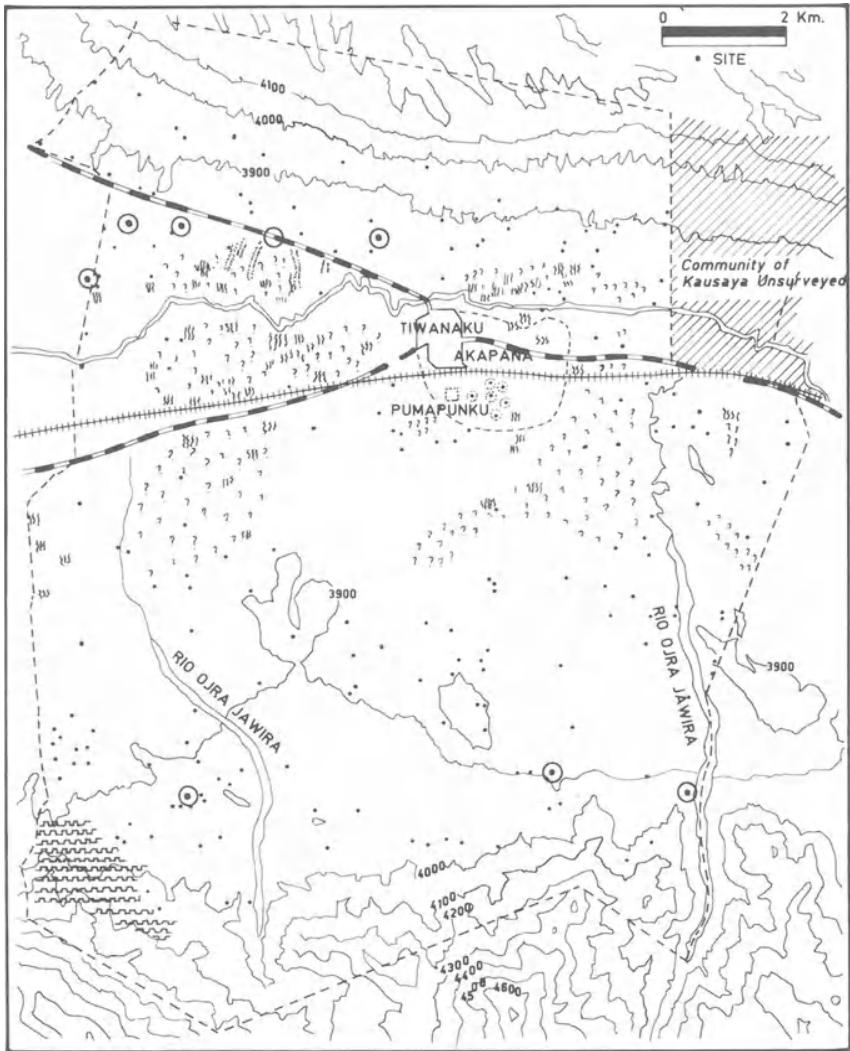 0 2 Km.
• SITE
4100
4000
3900
Community of
Kausaya Unsurveyed
TIWANAKU
AKAPANA
PUMAPUNKU
3900
RIO OJRA JAWIRA
RIO OJRA JAWIRA
3900
4000
4100
4200
4300
4400
4500
4600